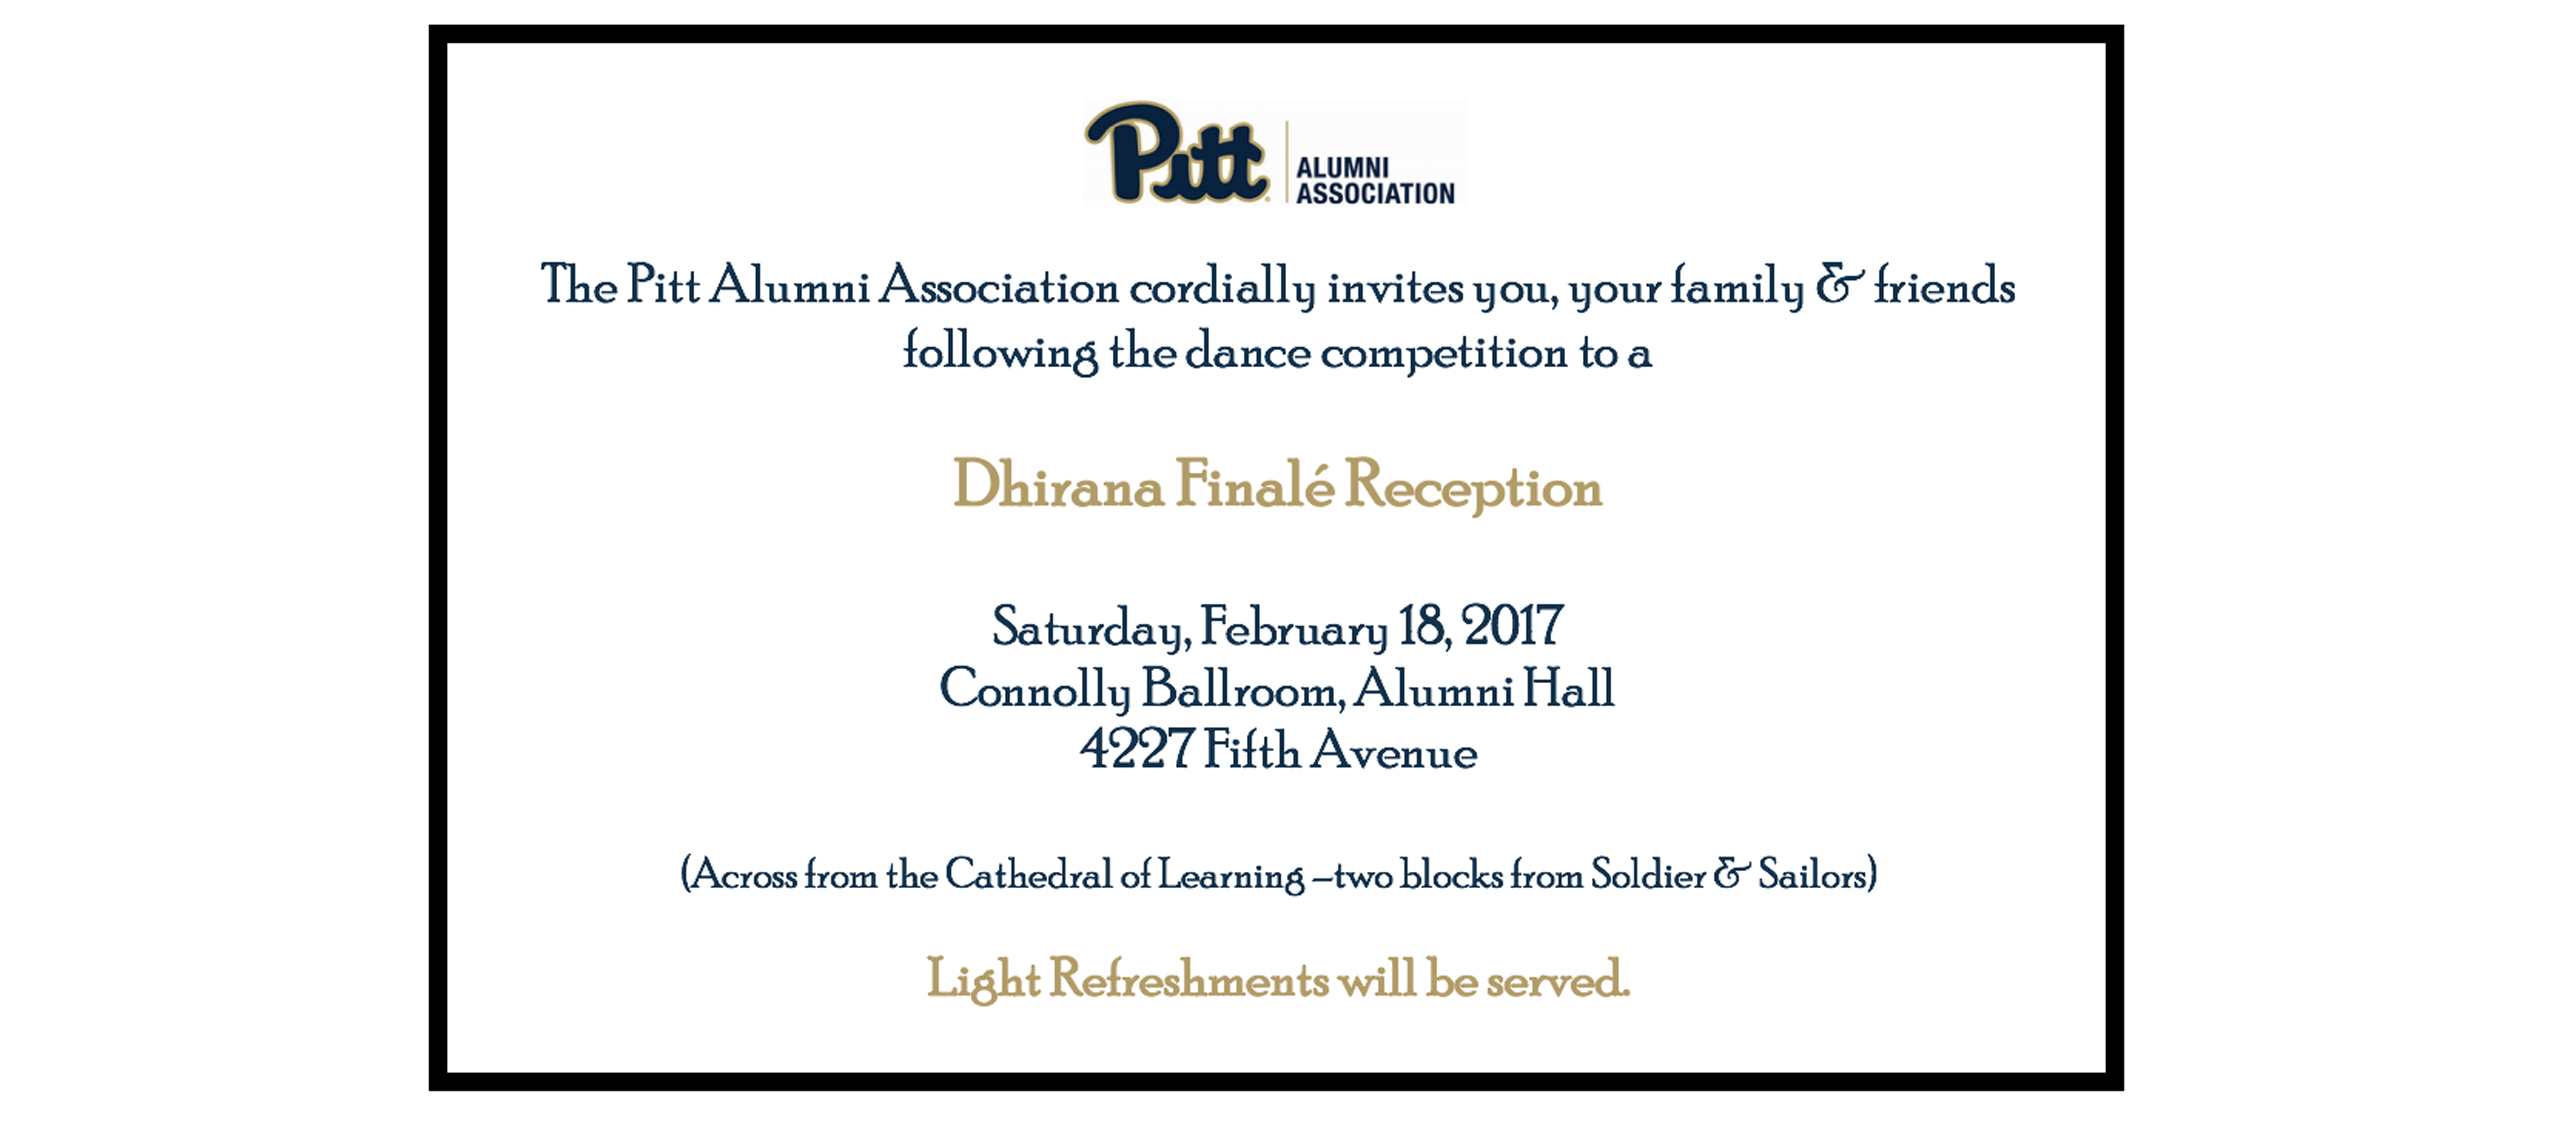 Pitt
ALUMNI
ASSOCIATION
The Pitt Alumni Association cordially invites you, your family & friends
following the dance competition to a
Dhirana Finalé Reception
Saturday, February 18, 2017
Connolly Ballroom, Alumni Hall
4227 Fifth Avenue
(Across from the Cathedral of Learning –two blocks from Soldier & Sailors)
Light Refreshments will be served.